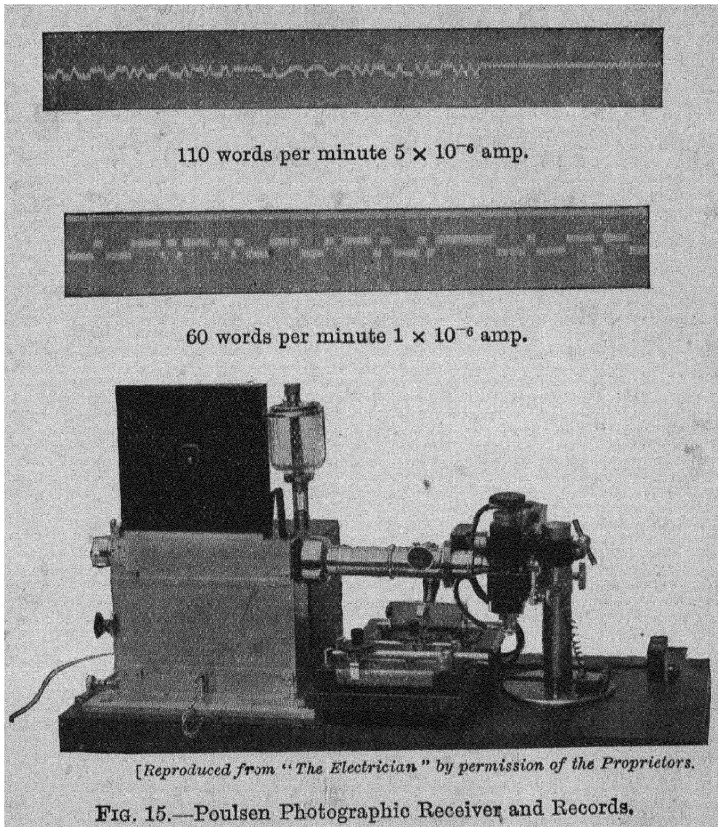 110 words per minute 5 × 10⁻⁶ amp.
60 words per minute 1 × 10⁻⁶ amp.
[Reproduced from "The Electrician" by permission of the Proprietors.
FIG. 15.—Poulsen Photographic Receiver and Records.